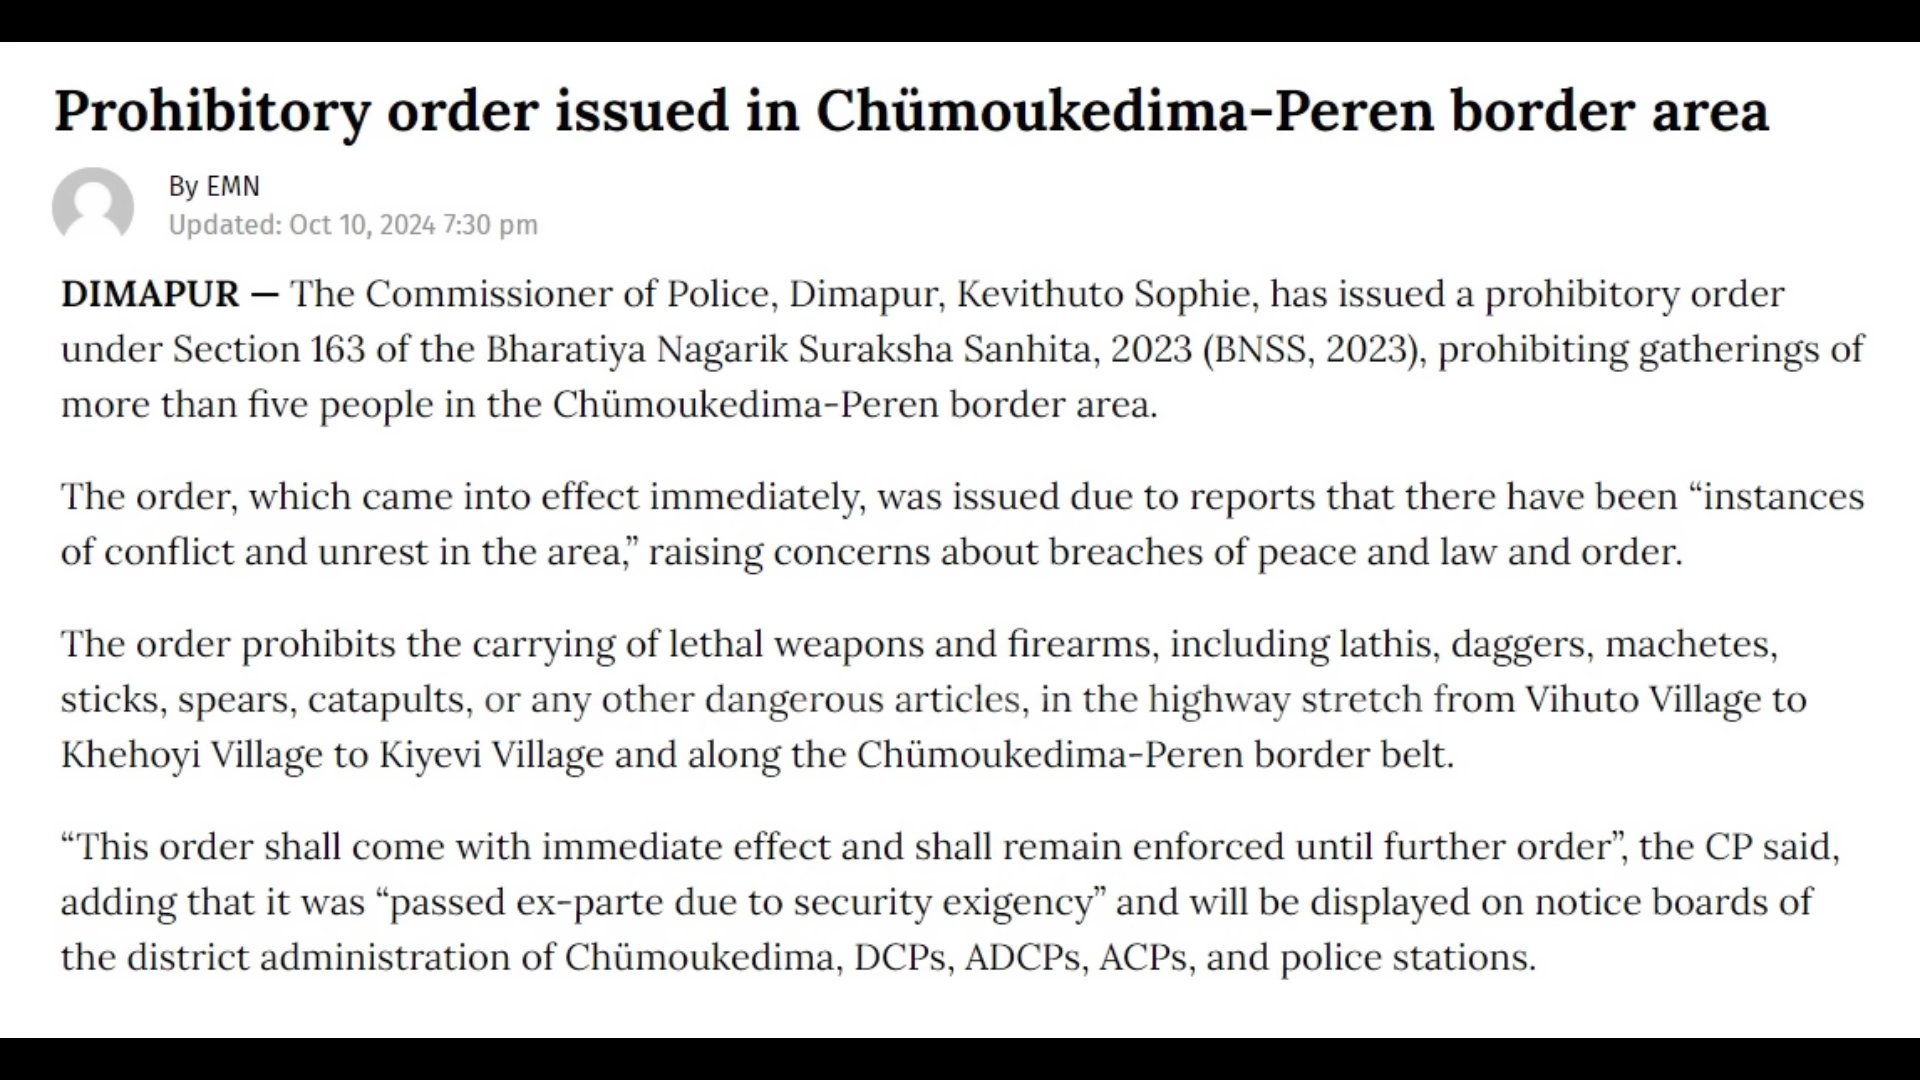 Prohibitory order issued in Chümoukedima-Peren border area
By EMN
Updated: Oct 10, 2024 7:30 pm
DIMAPUR — The Commissioner of Police, Dimapur, Kevithuto Sophie, has issued a prohibitory order
under Section 163 of the Bharatiya Nagarik Suraksha Sanhita, 2023 (BNSS, 2023), prohibiting gatherings of
more than five people in the Chümoukedima-Peren border area.
The order, which came into effect immediately, was issued due to reports that there have been “instances
of conflict and unrest in the area,” raising concerns about breaches of peace and law and order.
The order prohibits the carrying of lethal weapons and firearms, including lathis, daggers, machetes,
sticks, spears, catapults, or any other dangerous articles, in the highway stretch from Vihuto Village to
Khehoyi Village to Kiyevi Village and along the Chümoukedima-Peren border belt.
“This order shall come with immediate effect and shall remain enforced until further order”, the CP said,
adding that it was “passed ex-parte due to security exigency” and will be displayed on notice boards of
the district administration of Chümoukedima, DCPs, ADCPs, ACPs, and police stations.